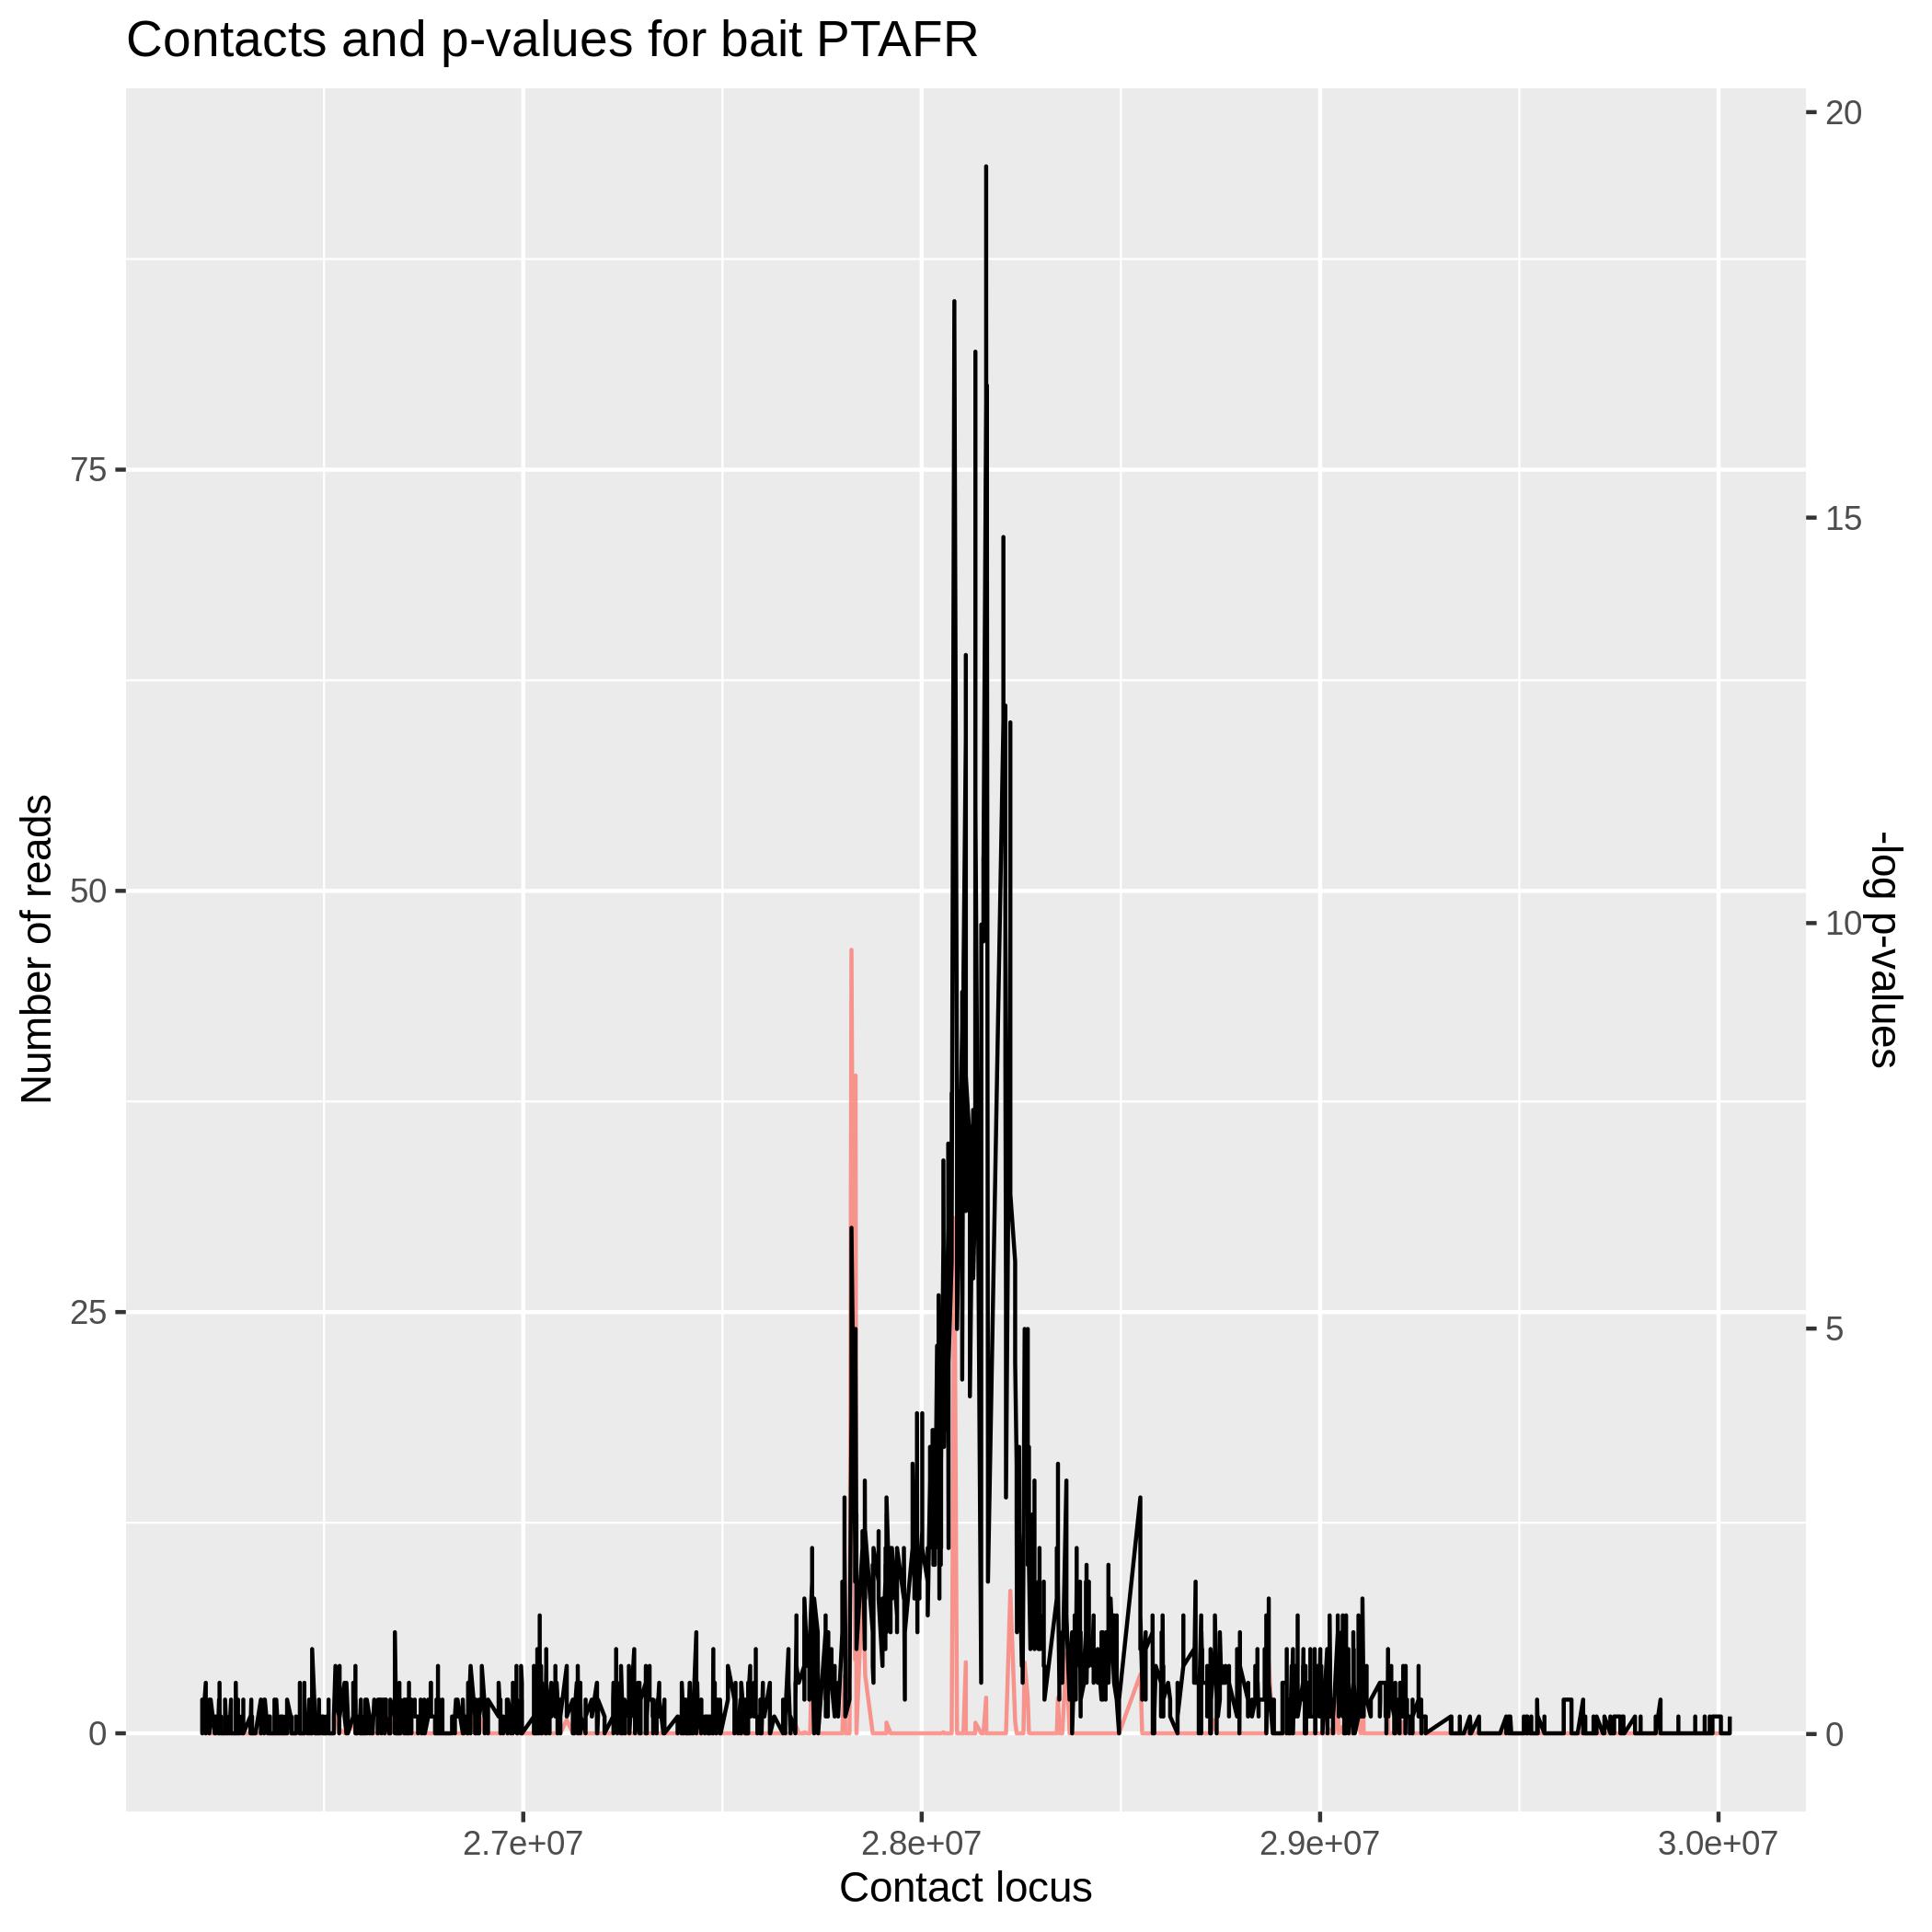 Contacts and p-values for bait PTAFR
Number of reads
75
50
25
0
20
15
10
5
0
-log p-values
2.7e+07 2.8e+07 2.9e+07 3.0e+07
Contact locus